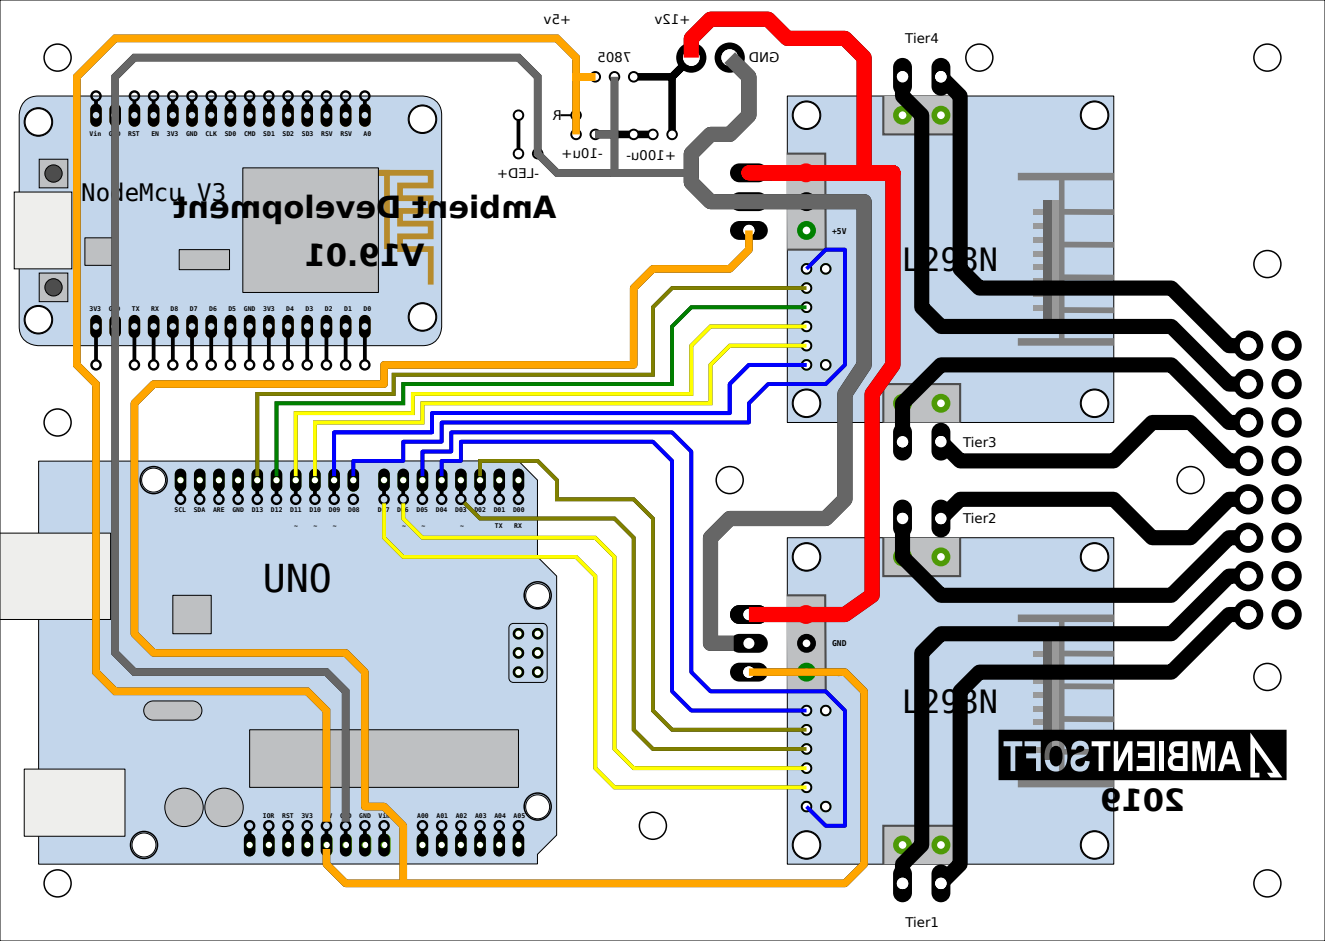 +5v
+12v
7805
GND
Tier4
R
-10u+
-100u+
-LED+
Vin GND RST EN 3V3 GND CLK SD0 CMD SD1 SD2 SD3 RSV RSV A0
NodeMcu V3
Ambient Development
V19.01
+5V
L298N
3V3 G D TX RX D8 D7 D6 D5 GND 3V3 D4 D3 D2 D1 D0
Tier3
SCL SDA ARE GND D13 D12 D11 D10 D09 D08 D07 D06 D05 D04 D03 D02 D01 D00
~ ~ ~ ~ ~ ~ TX RX
Tier2
UNO
GND
L298N
AMBIENTSOFT
2019
IOR RST 3V3 5V GND GND Vin A00 A01 A02 A03 A04 A05
Tier1